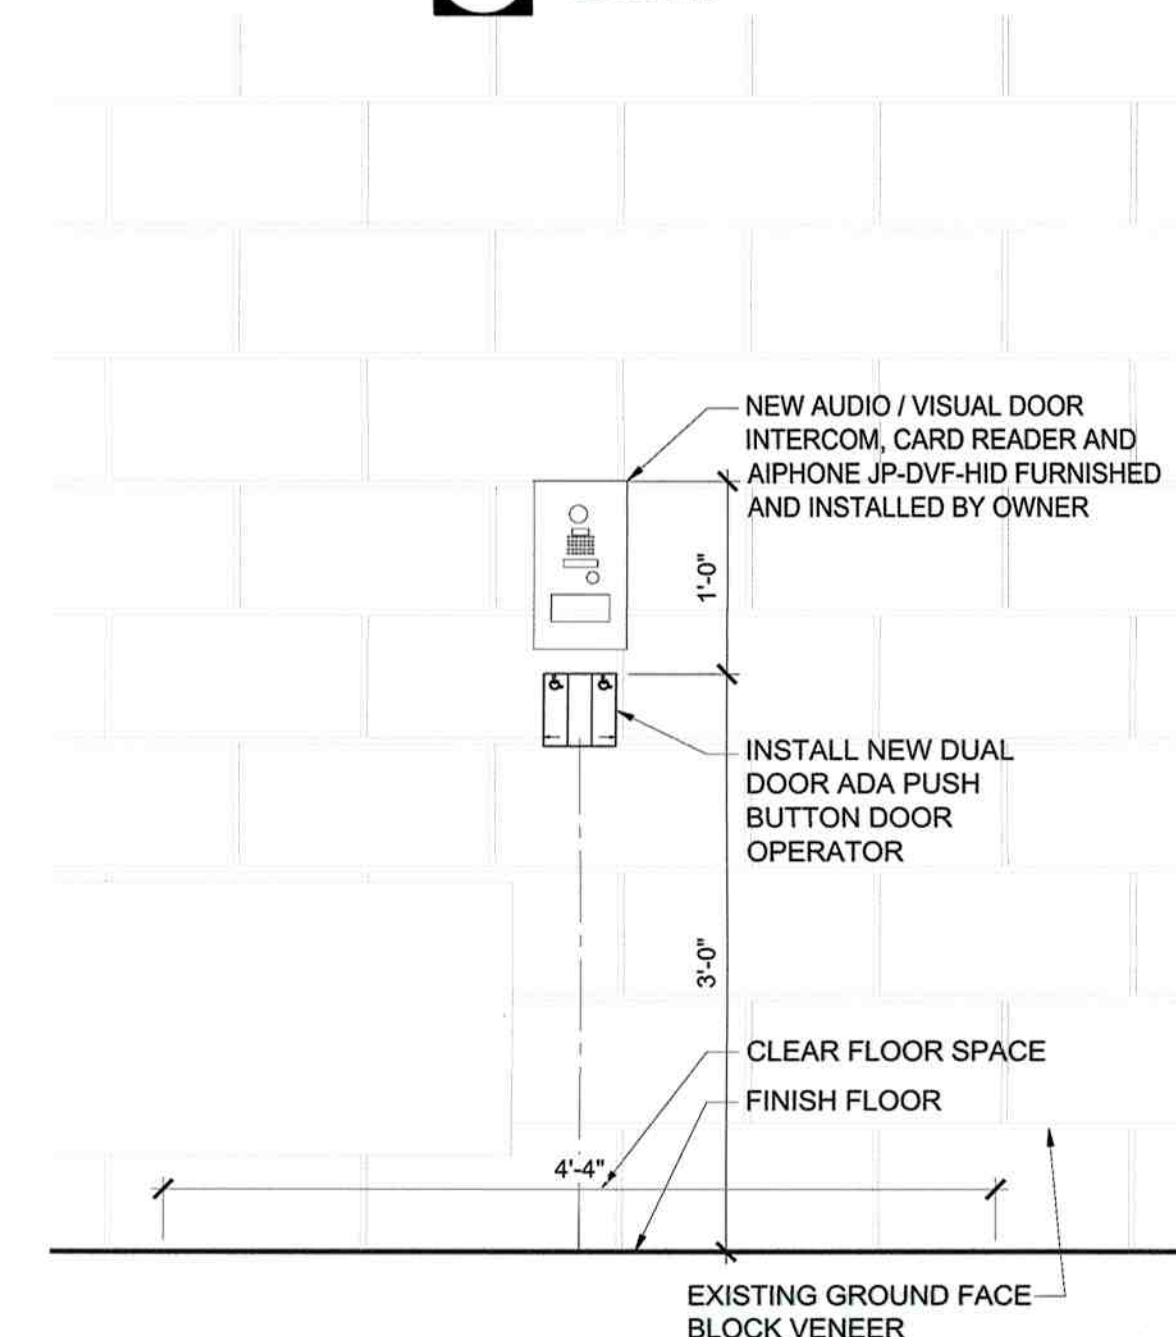 NEW AUDIO / VISUAL DOOR
INTERCOM, CARD READER AND
AIPHONE JP-DVF-HID FURNISHED
AND INSTALLED BY OWNER
1'-0"
INSTALL NEW DUAL
DOOR ADA PUSH
BUTTON DOOR
OPERATOR
3'-0"
CLEAR FLOOR SPACE
FINISH FLOOR
4'-4"
EXISTING GROUND FACE
BLOCK VENEER